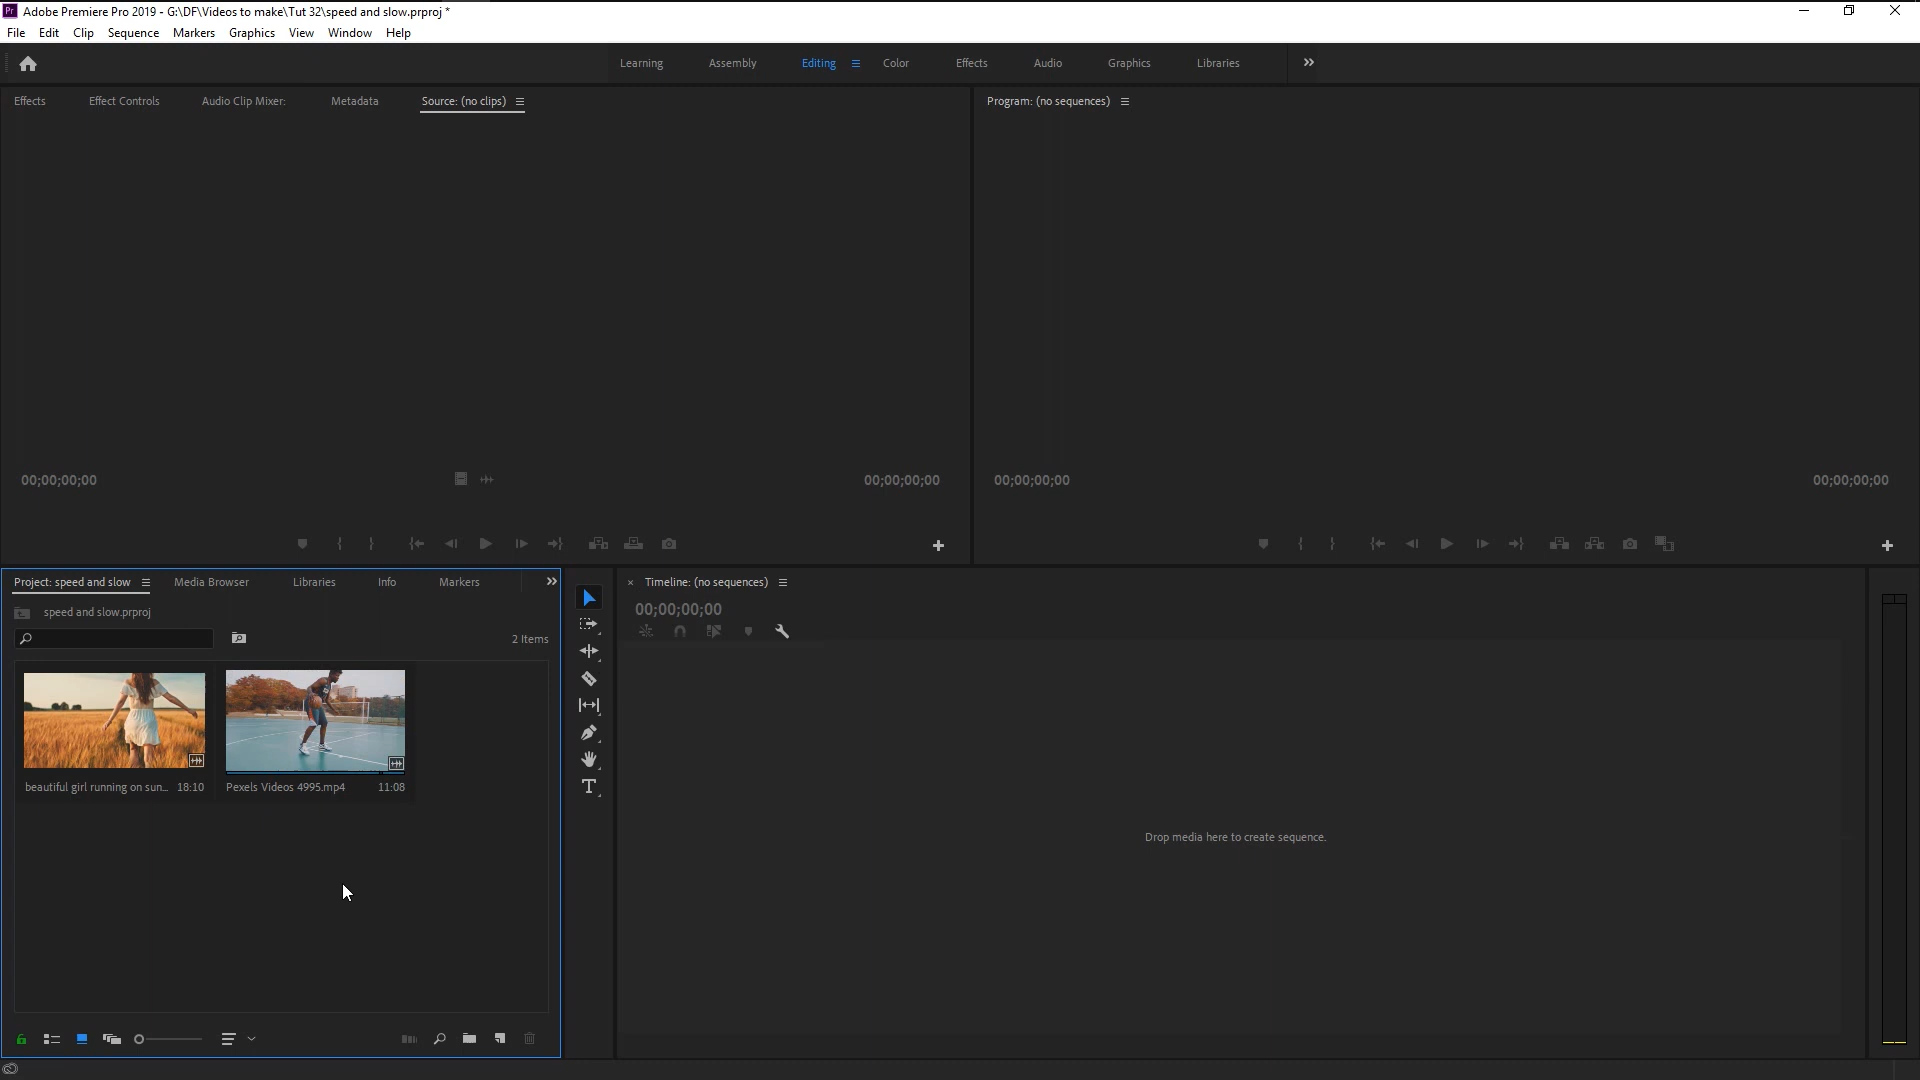 Pr Adobe Premiere Pro 2019 - G:\DF\Videos to make\Tut 32\speed and slow.prproj *
File Edit Clip Sequence Markers Graphics View Window Help
Learning Assembly Editing Color Effects Audio Graphics Libraries
Effects Effect Controls Audio Clip Mixer: Metadata Source: (no clips)
Program: (no sequences)
00;00;00;00 00;00;00;00
00;00;00;00 00;00;00;00
Project: speed and slow Media Browser Libraries Info Markers
speed and slow.prproj
2 Items
beautiful girl running on sun... 18:10
Pexels Videos 4995.mp4 11:08
Timeline: (no sequences)
00;00;00;00
Drop media here to create sequence.